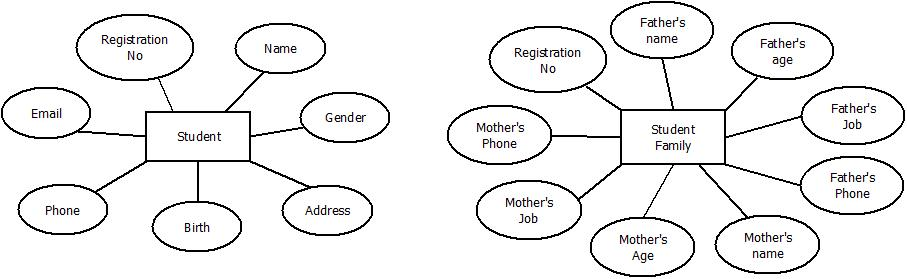 Registration
No
Name
Email
Gender
Student
Phone
Birth
Address
Father's
name
Registration
No
Father's
age
Father's
Job
Mother's
Phone
Student
Family
Father's
Phone
Mother's
Job
Mother's
Age
Mother's
name